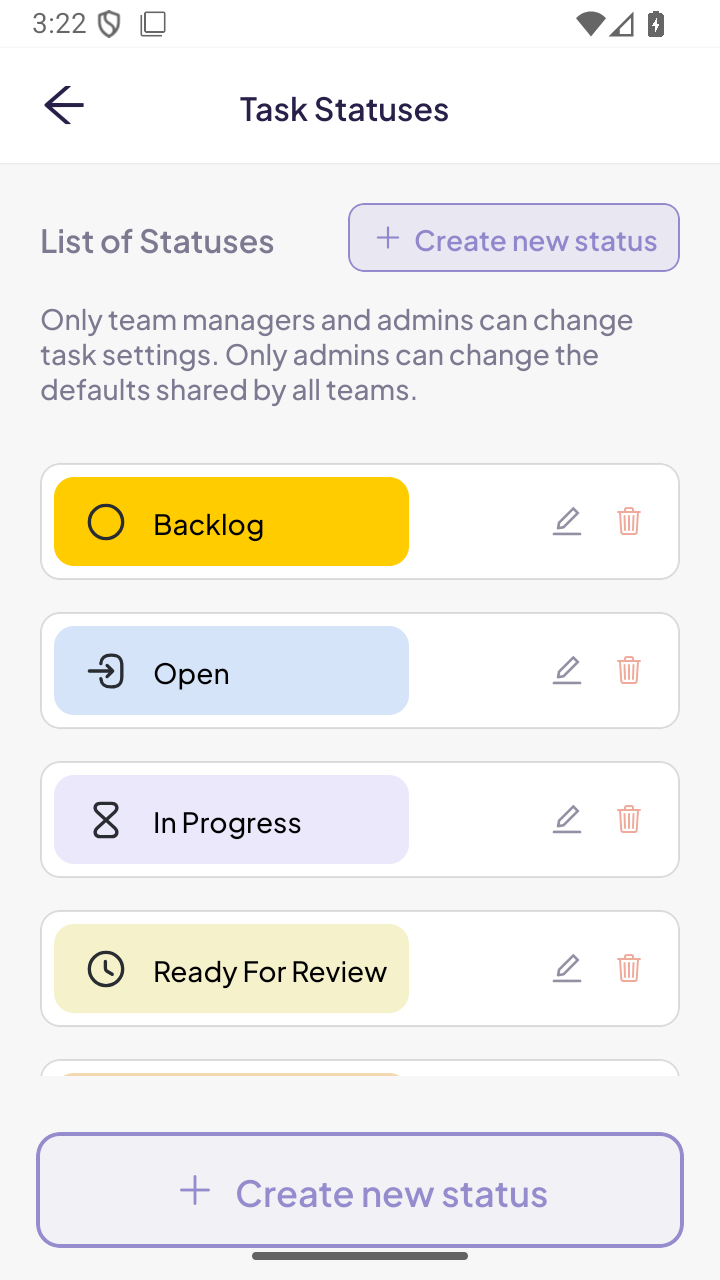 3:22
Task Statuses
List of Statuses
Create new status
Only team managers and admins can change
task settings. Only admins can change the
defaults shared by all teams.
Backlog
Open
In Progress
Ready For Review
Create new status